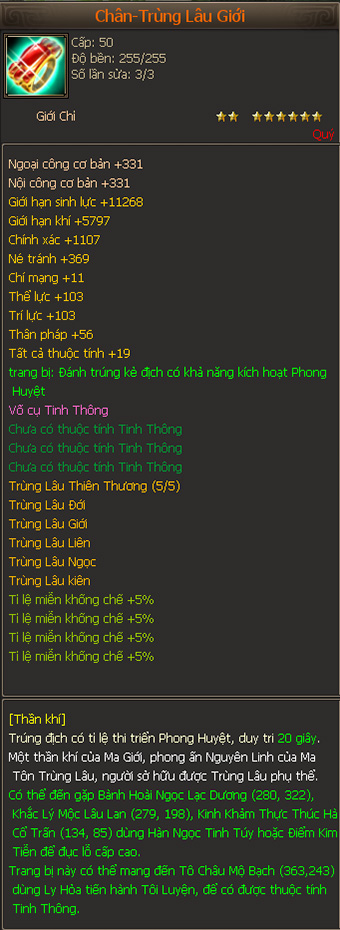 Chân-Trùng Lâu Giới
Cấp: 50
Độ bền: 255/255
Số lần sửa: 3/3
Giới Chỉ
Quý
Ngoại công cơ bản +331
Nội công cơ bản +331
Giới hạn sinh lực +11268
Giới hạn khí +5797
Chính xác +1107
Né tránh +369
Chí mạng +11
Thể lực +103
Trí lực +103
Thân pháp +56
Tất cả thuộc tính +19
trang bị: Đánh trúng kẻ địch có khả năng kích hoạt Phong
Huyệt
Võ cụ Tinh Thông
Chưa có thuộc tính Tinh Thông
Chưa có thuộc tính Tinh Thông
Chưa có thuộc tính Tinh Thông
Trùng Lâu Thiên Thương (5/5)
Trùng Lâu Đới
Trùng Lâu Giới
Trùng Lâu Liên
Trùng Lâu Ngọc
Trùng Lâu kiên
Tỉ lệ miễn khống chế +5%
Tỉ lệ miễn khống chế +5%
Tỉ lệ miễn khống chế +5%
Tỉ lệ miễn khống chế +5%
[Thần khí]
Trúng địch có tỉ lệ thi triển Phong Huyệt, duy trì 20 giây.
Một thần khí của Ma Giới, phong ấn Nguyên Linh của Ma
Tôn Trùng Lâu, người sở hữu được Trùng Lâu phụ thể.
Có thể đến gặp Bành Hoài Ngọc Lạc Dương (280, 322),
Khắc Lý Mộc Lâu Lan (279, 198), Kinh Khảm Thực Thúc Hà
Cổ Trấn (134, 85) dùng Hàn Ngọc Tinh Túy hoặc Điểm Kim
Tiễn để đục lỗ cấp cao.
Trang bị này có thể mang đến Tô Châu Mộ Bạch (363,243)
dùng Ly Hỏa tiến hành Tôi Luyện, để có được thuộc tính
Tinh Thông.